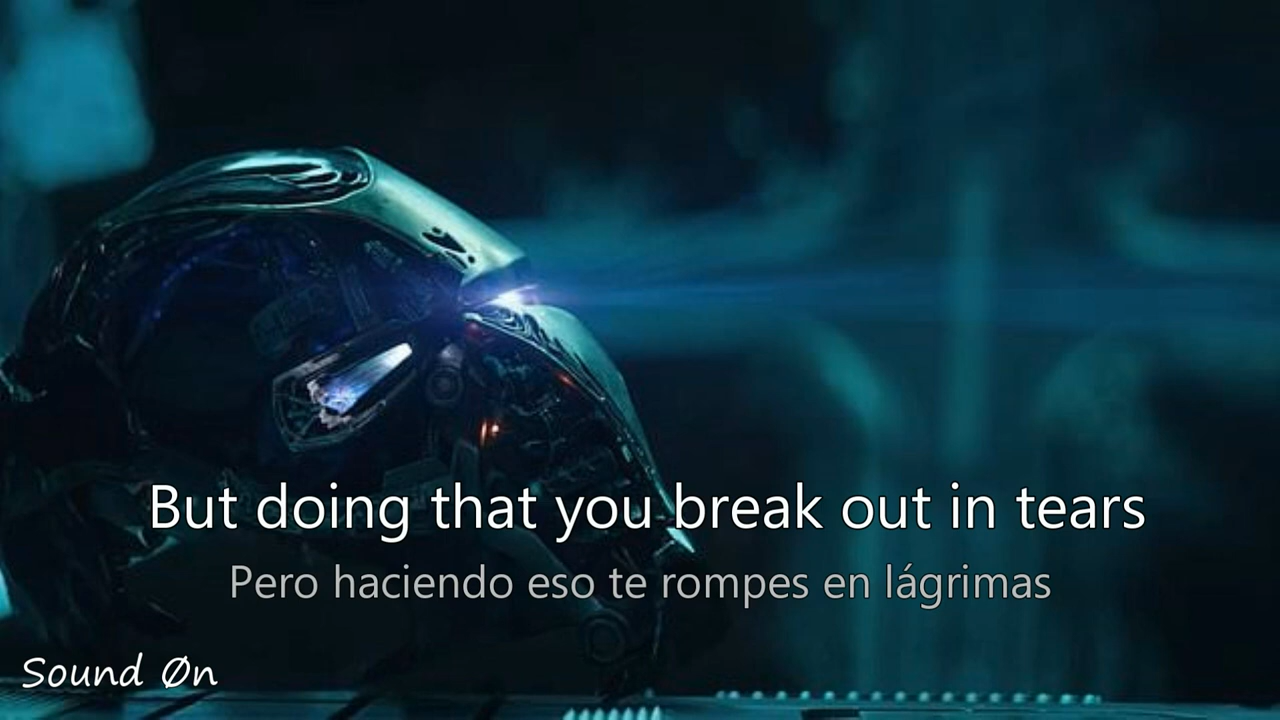 But doing that you break out in tears
Pero haciendo eso te rompes en lágrimas
Sound Øn